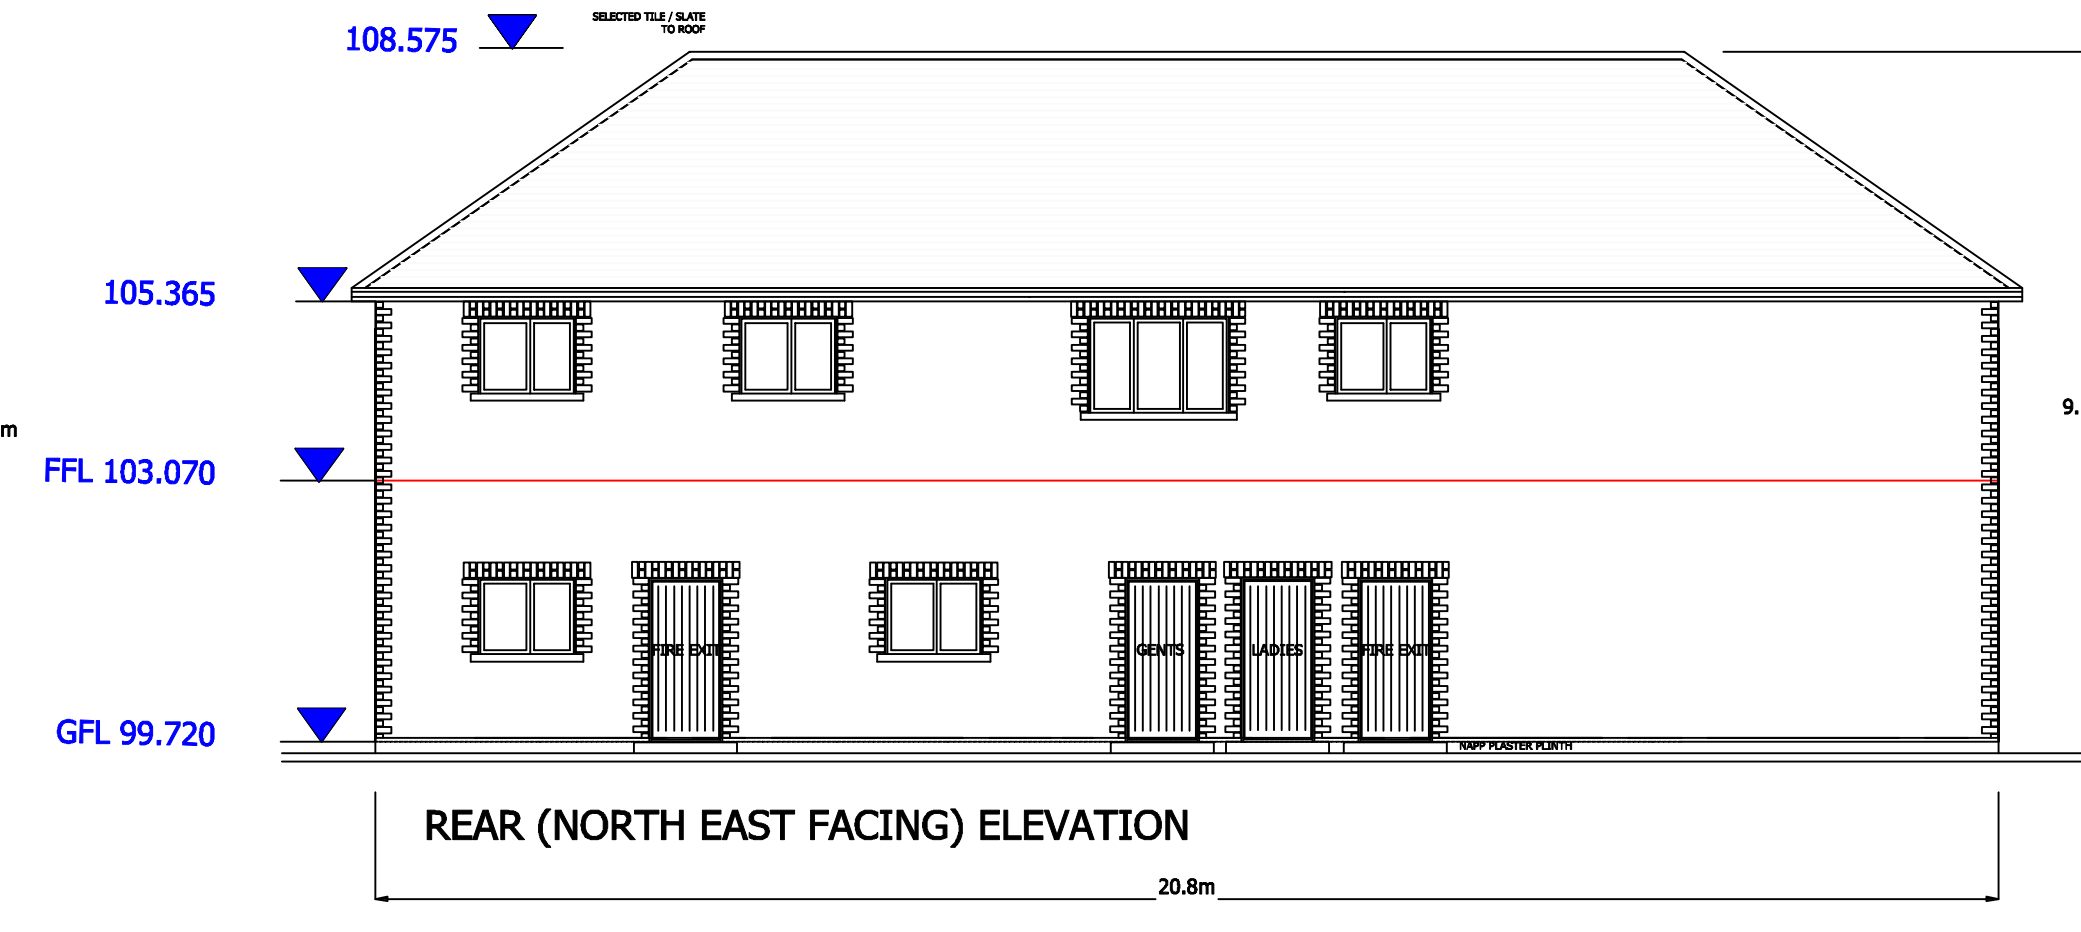 SELECTED TILE / SLATE
TO ROOF
108.575
105.365
9.
m
FFL 103.070
FIRE EXIT
GENTS
LADIES
FIRE EXIT
GFL 99.720
NAPP PLASTER PLINTH
REAR (NORTH EAST FACING) ELEVATION
20.8m